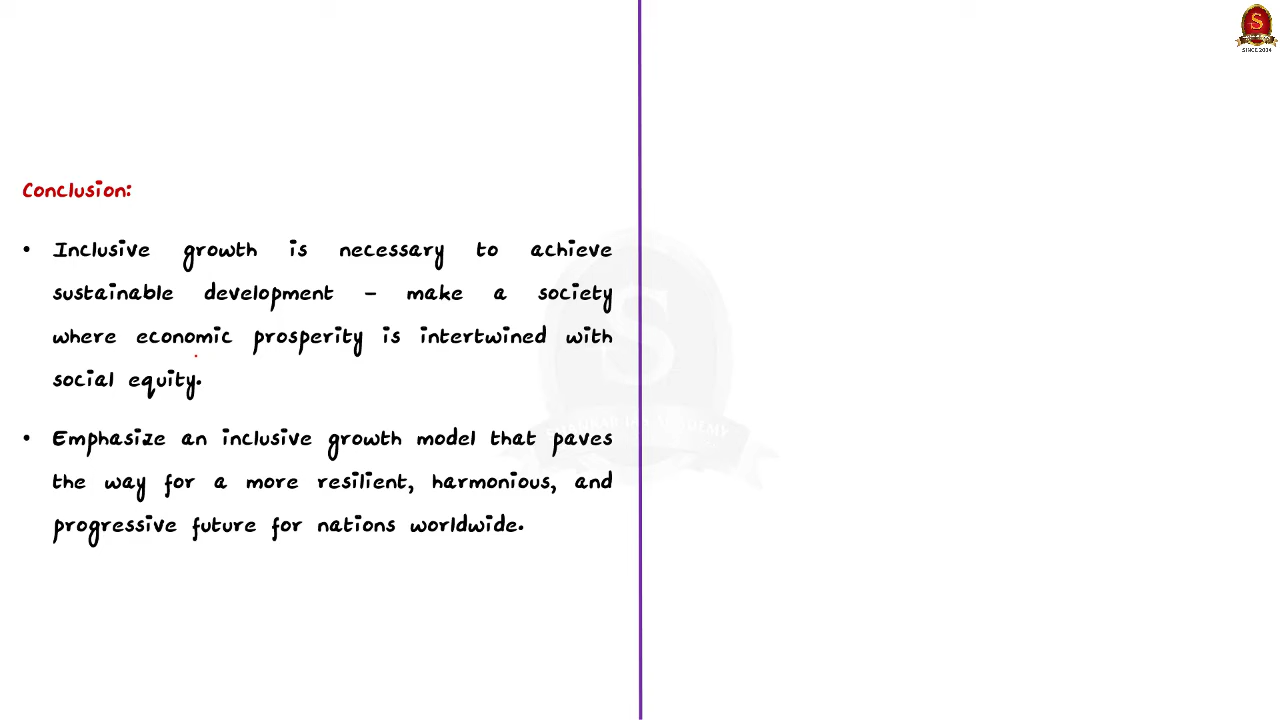 SINCE 2004
Conclusion:
• Inclusive growth is necessary to achieve
sustainable development – make a society
where economic prosperity is intertwined with
social equity.
• Emphasize an inclusive growth model that paves
the way for a more resilient, harmonious, and
progressive future for nations worldwide.